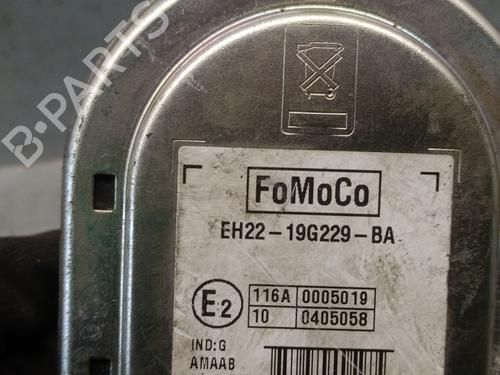 B-PARTS
FoMoCo
EH22-19G229-BA
E2
116A 0005019
10 0405058
IND:G
AMAAB